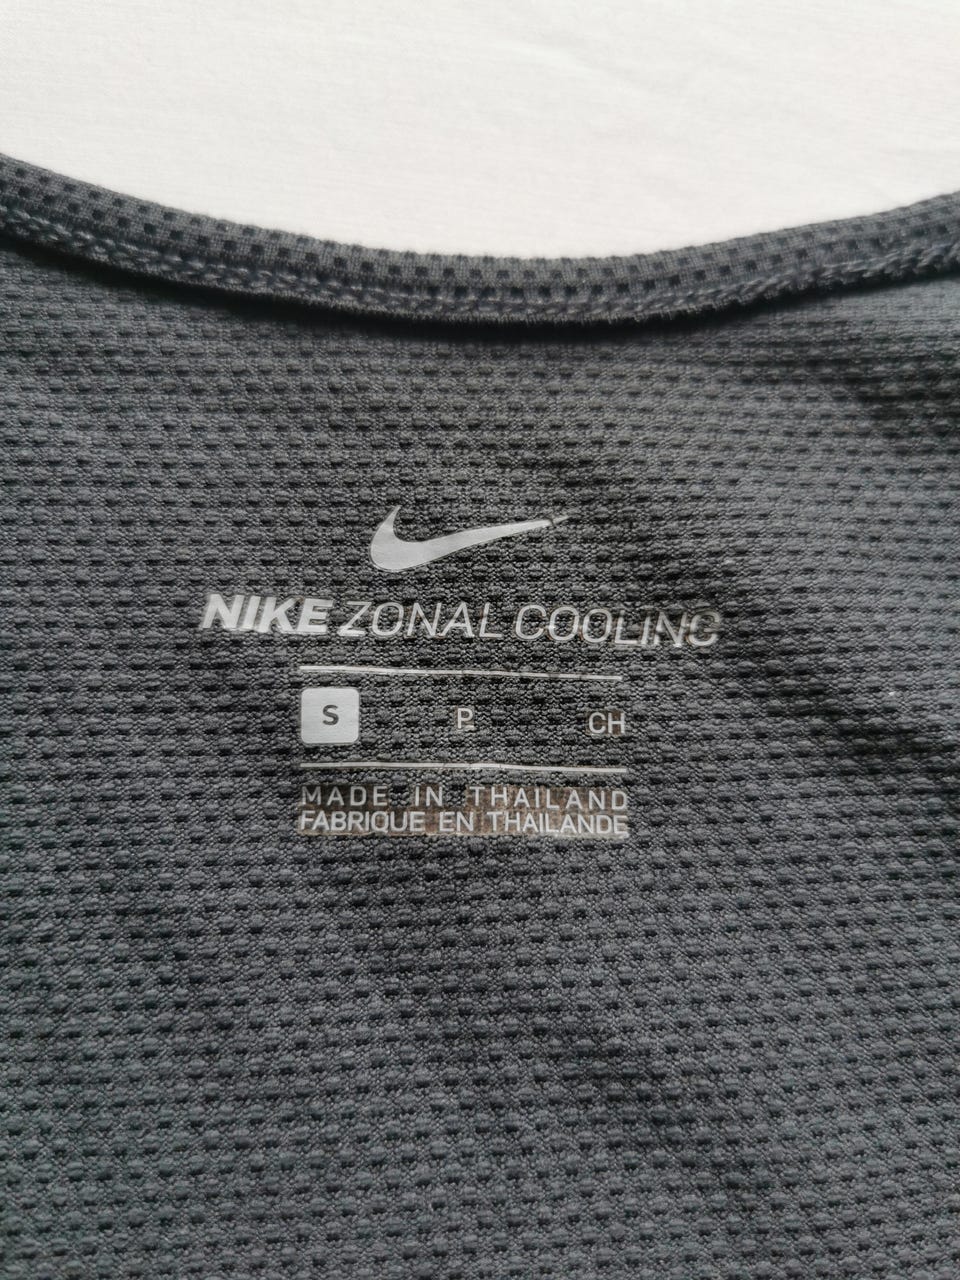 NIKE ZONAL COOLING
S P CH
MADE IN THAILAND
FABRIQUE EN THAILANDE